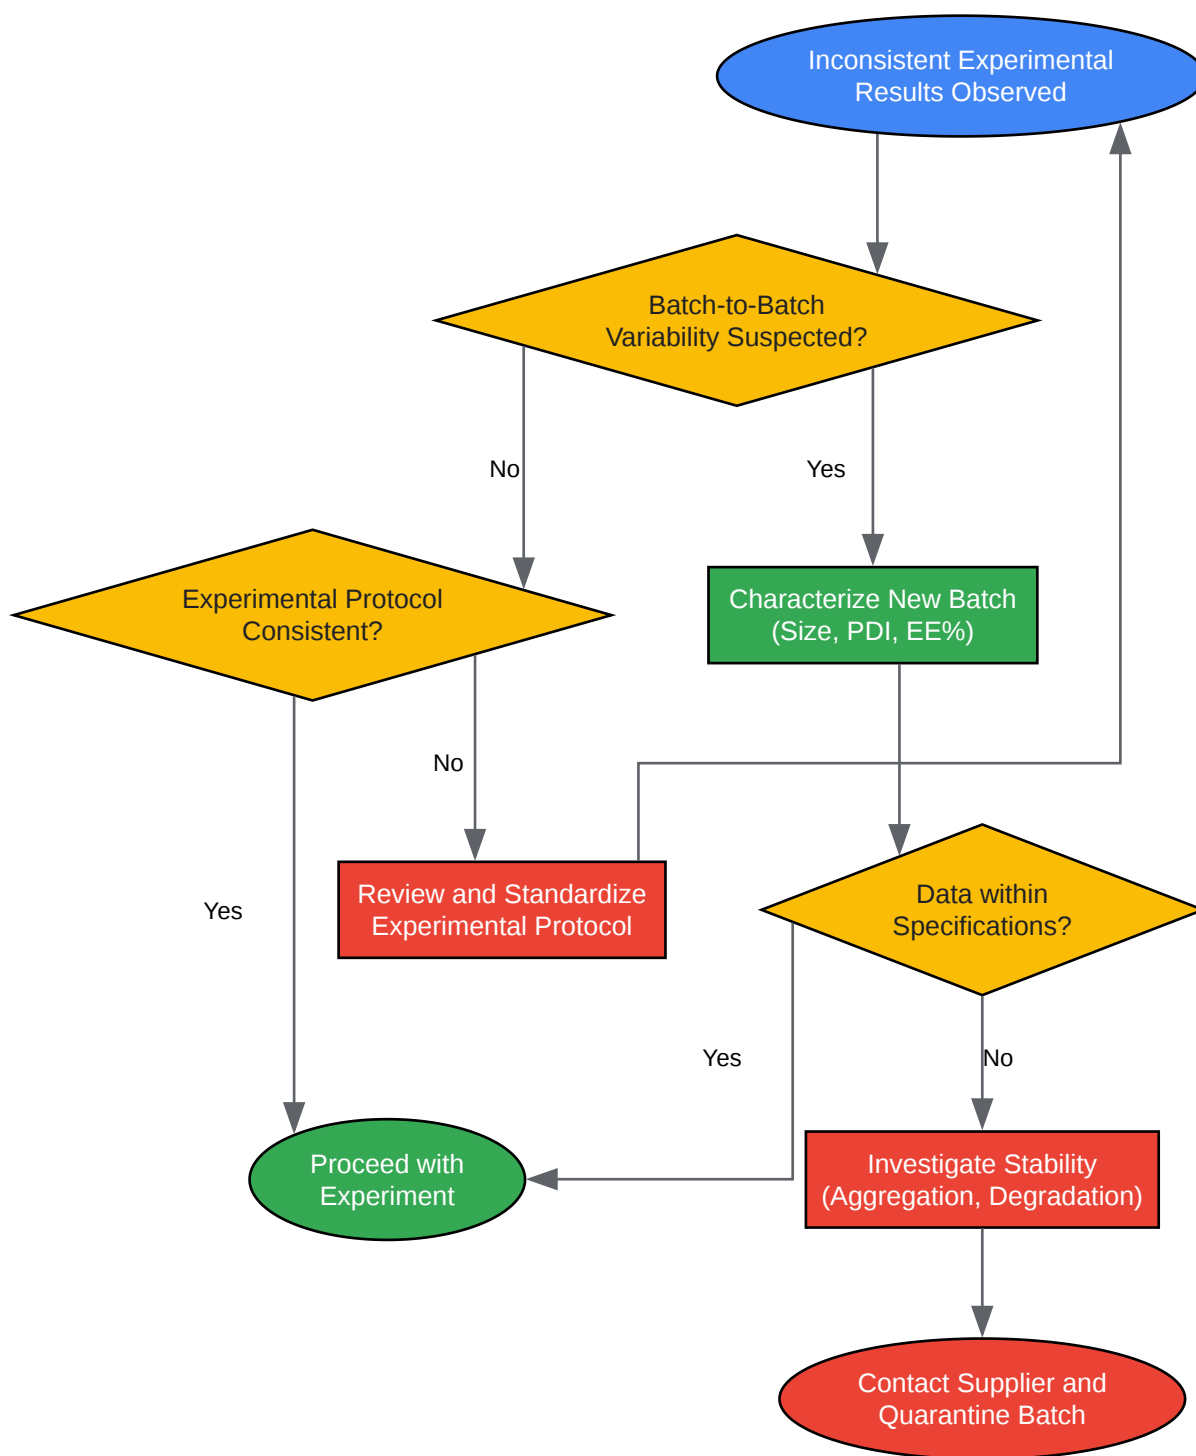 Inconsistent Experimental
Results Observed
Batch-to-Batch
Variability Suspected?
No
Yes
Experimental Protocol
Consistent?
Characterize New Batch
(Size, PDI, EE%)
No
Review and Standardize
Experimental Protocol
Data within
Specifications?
Yes
Yes
No
Proceed with
Experiment
Investigate Stability
(Aggregation, Degradation)
Contact Supplier and
Quarantine Batch